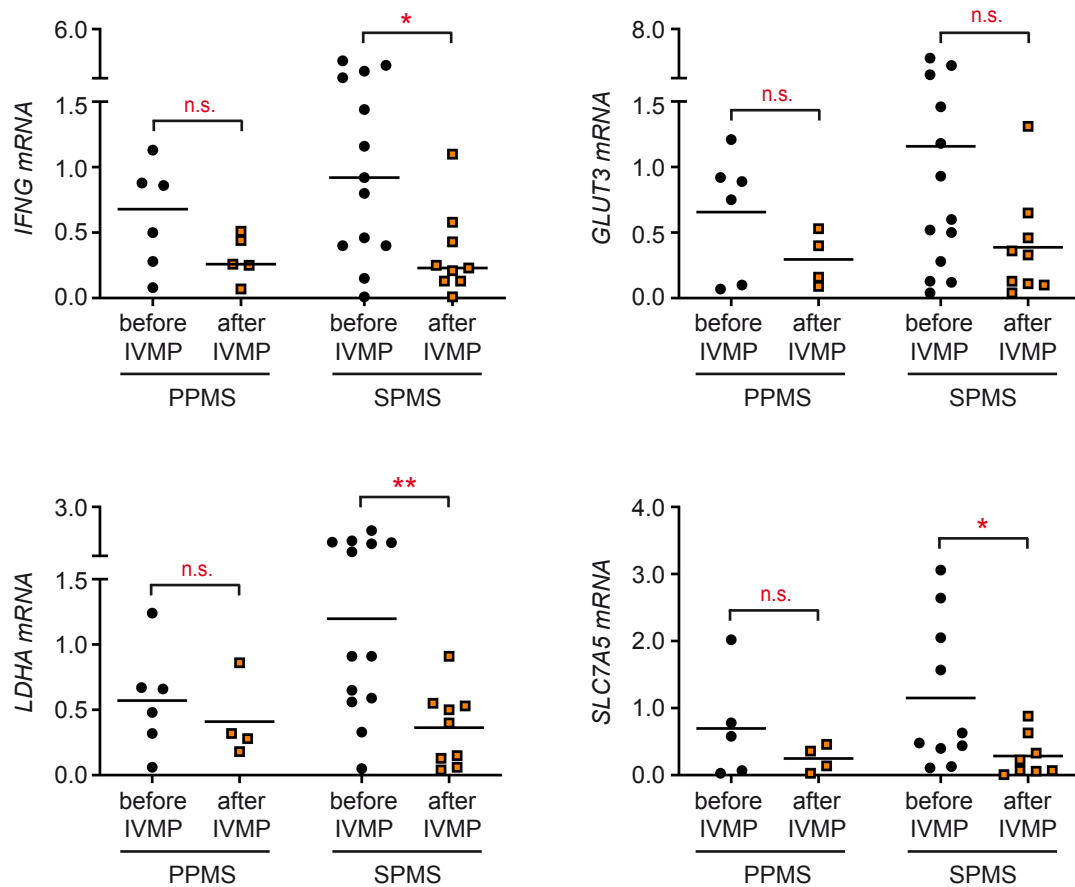 6.0
1.5
1.0
0.5
0.0
IFNG mRNA
n.s.
*
before IVMP
after IVMP
before IVMP
after IVMP
PPMS
SPMS
8.0
1.5
1.0
0.5
0.0
GLUT3 mRNA
n.s.
n.s.
before IVMP
after IVMP
before IVMP
after IVMP
PPMS
SPMS
3.0
1.5
1.0
0.5
0.0
LDHA mRNA
n.s.
**
before IVMP
after IVMP
before IVMP
after IVMP
PPMS
SPMS
4.0
3.0
2.0
1.0
0.0
SLC7A5 mRNA
n.s.
*
before IVMP
after IVMP
before IVMP
after IVMP
PPMS
SPMS